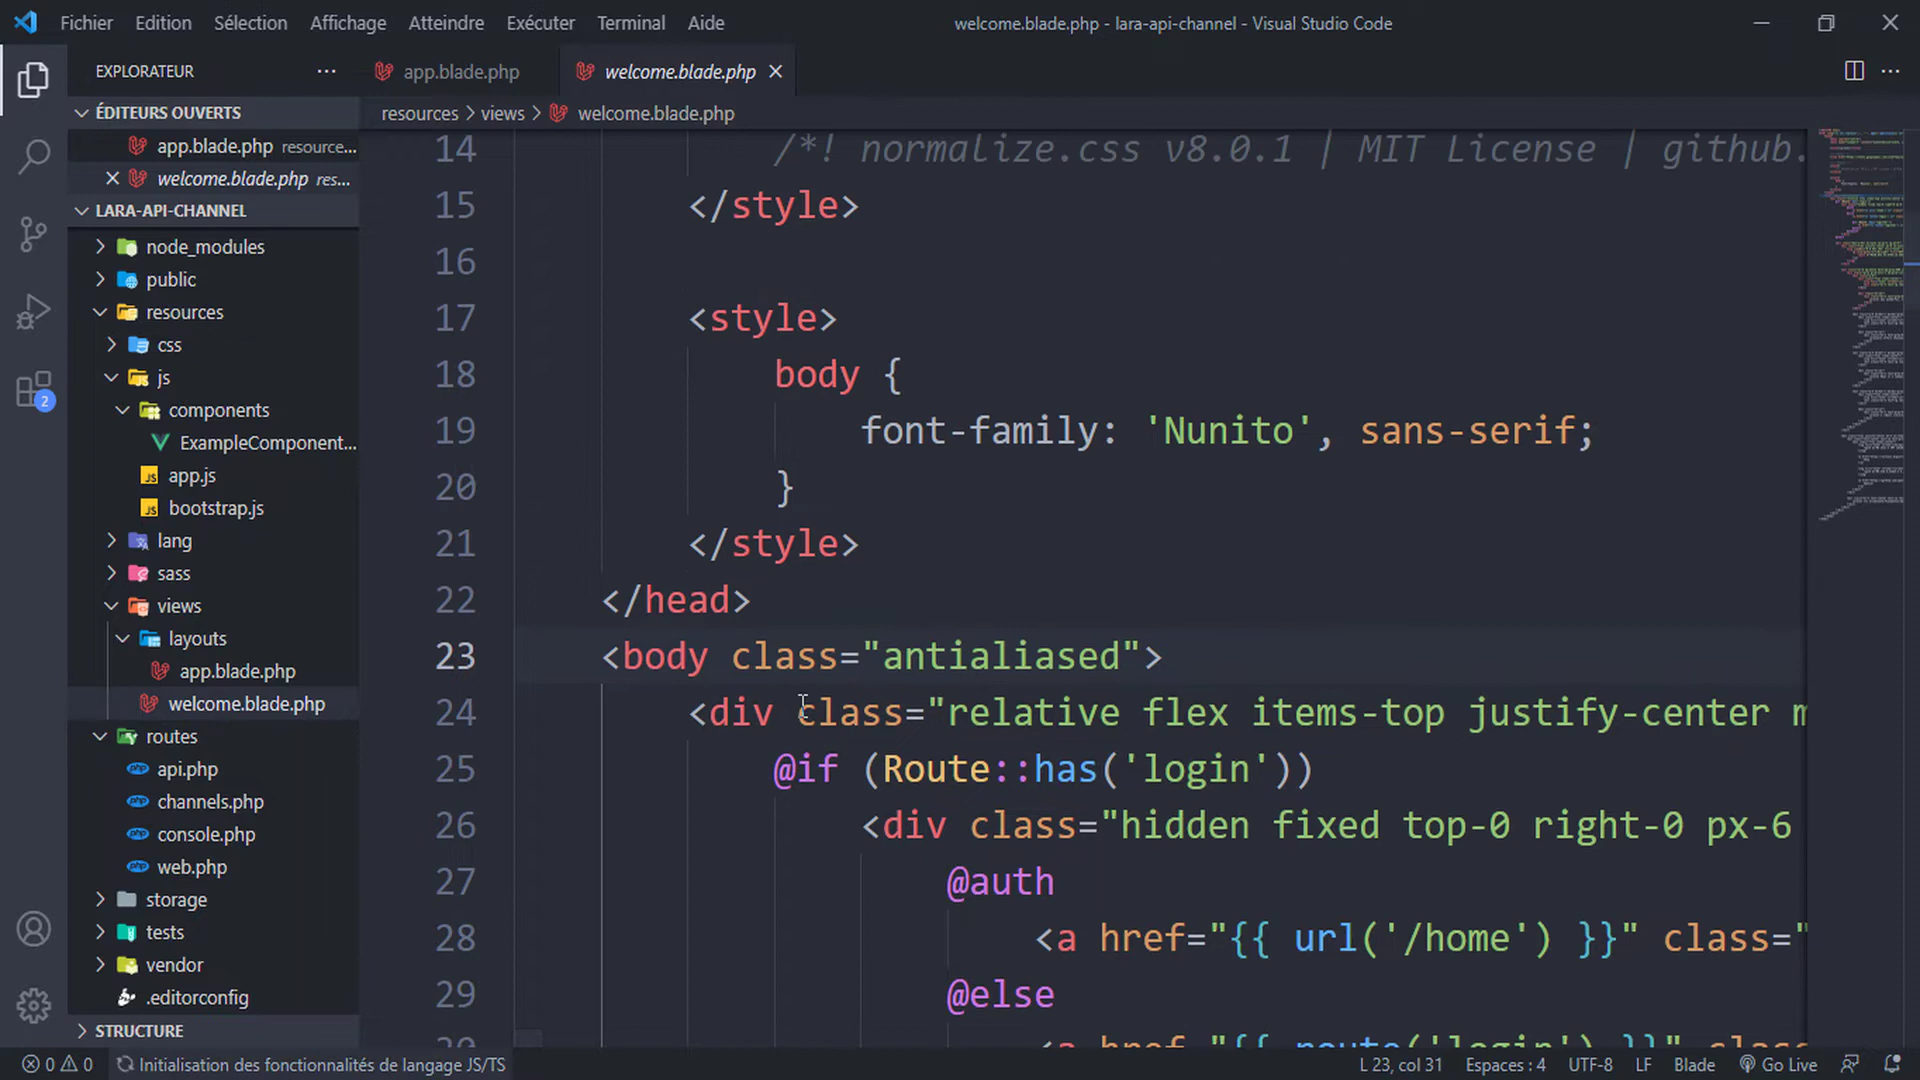 Fichier Edition Sélection Affichage Atteindre Exécuter Terminal Aide
welcome.blade.php - lara-api-channel - Visual Studio Code
EXPLORATEUR
ÉDITEURS OUVERTS
app.blade.php resource...
welcome.blade.php res...
LARA-API-CHANNEL
node_modules
public
resources
css
js
components
ExampleComponent...
app.js
bootstrap.js
lang
sass
views
layouts
app.blade.php
welcome.blade.php
routes
api.php
channels.php
console.php
web.php
storage
tests
vendor
.editorconfig
STRUCTURE
2
app.blade.php
welcome.blade.php
resources > views > welcome.blade.php
14 /*! normalize.css v8.0.1 | MIT License | github.
15 </style>
16
17 <style>
18 body {
19 font-family: 'Nunito', sans-serif;
20 }
21 </style>
22 </head>
23 <body class="antialiased">
24 <div class="relative flex items-top justify-center m
25 @if (Route::has('login'))
26 <div class="hidden fixed top-0 right-0 px-6
27 @auth
28 <a href="{{ url('/home') }}" class="
29 @else
30 <a href="{{ route('login') }}" class
0 0 Initialisation des fonctionnalités de langage JS/TS
L 23, col 31 Espaces : 4 UTF-8 LF Blade Go Live